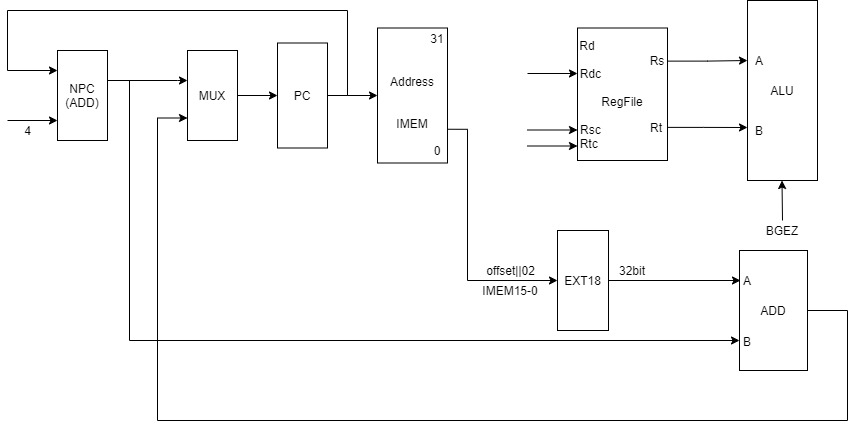 NPC
(ADD)
4
MUX
PC
31
Address
IMEM
0
Rd
Rdc
RegFile
Rsc
Rtc
Rs
Rt
A
ALU
B
BGEZ
offset||02
IMEM15-0
EXT18
32bit
A
ADD
B